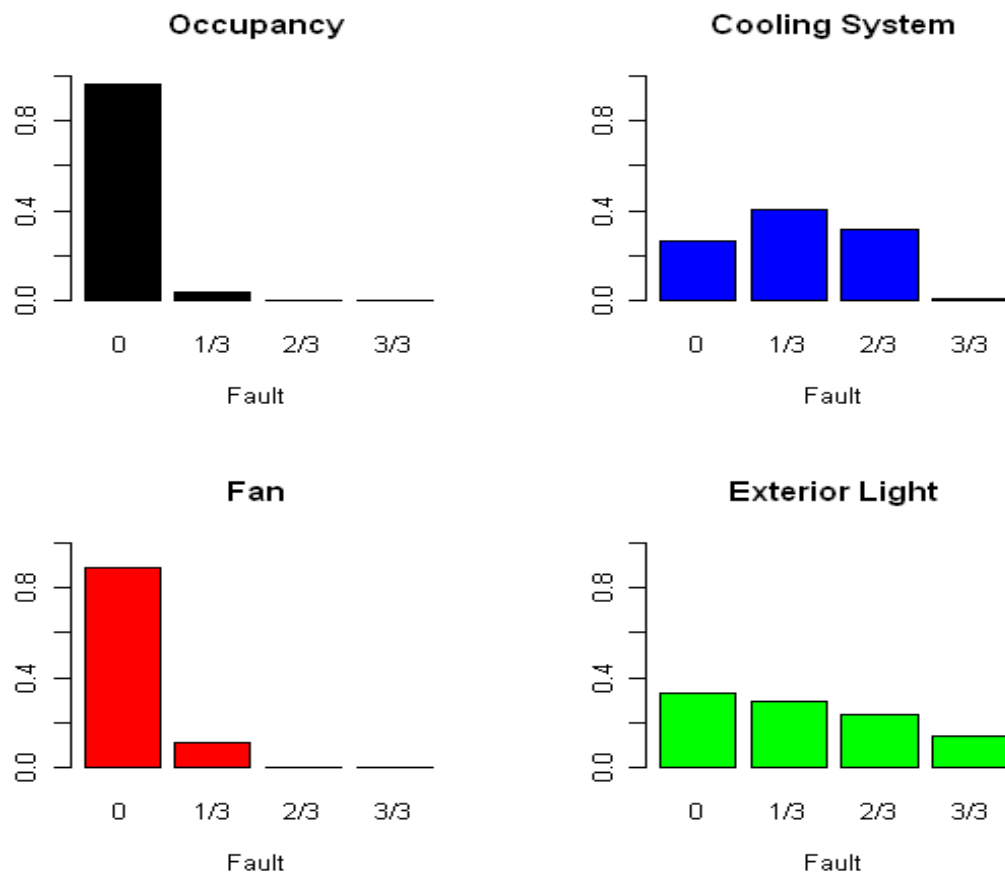 Occupancy
0.0 0.4 0.8
0 1/3 2/3 3/3
Fault
Cooling System
0.0 0.4 0.8
0 1/3 2/3 3/3
Fault
Fan
0.0 0.4 0.8
0 1/3 2/3 3/3
Fault
Exterior Light
0.0 0.4 0.8
0 1/3 2/3 3/3
Fault